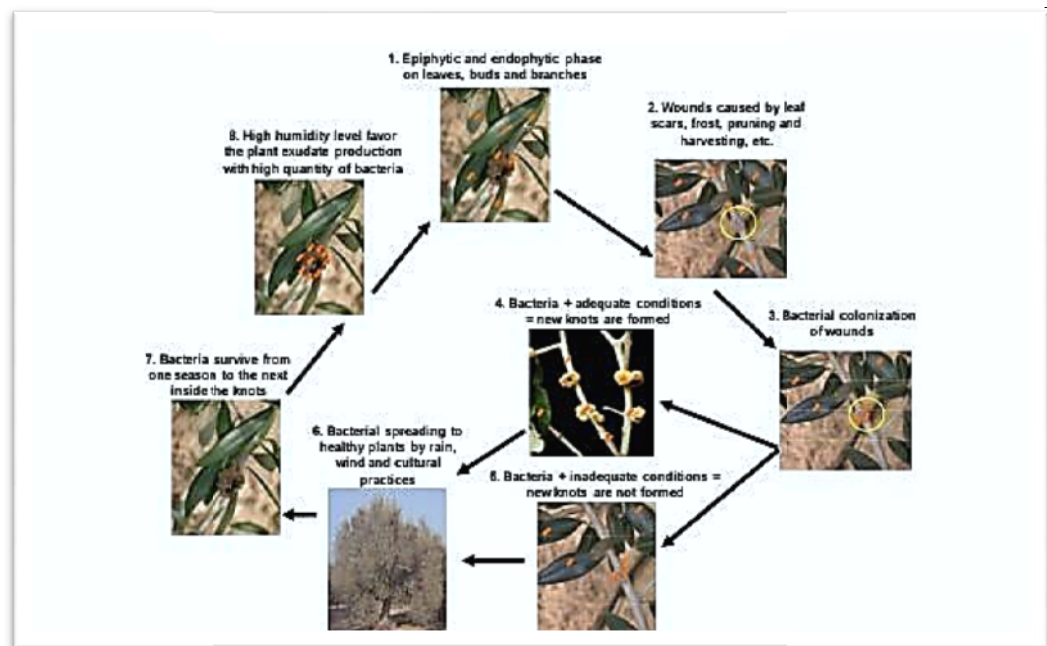 1. Epiphytic and endophytic phase
on leaves, buds and branches
2. Wounds caused by leaf
scars, frost, pruning and
harvesting, etc.
3. Bacterial colonization
of wounds
4. Bacteria + adequate conditions
= new knots are formed
5. Bacteria + inadequate conditions =
new knots are not formed
6. Bacterial spreading to
healthy plants by rain,
wind and cultural
practices
7. Bacteria survive from
one season to the next
inside the knots
8. High humidity level favor
the plant exudate production
with high quantity of bacteria